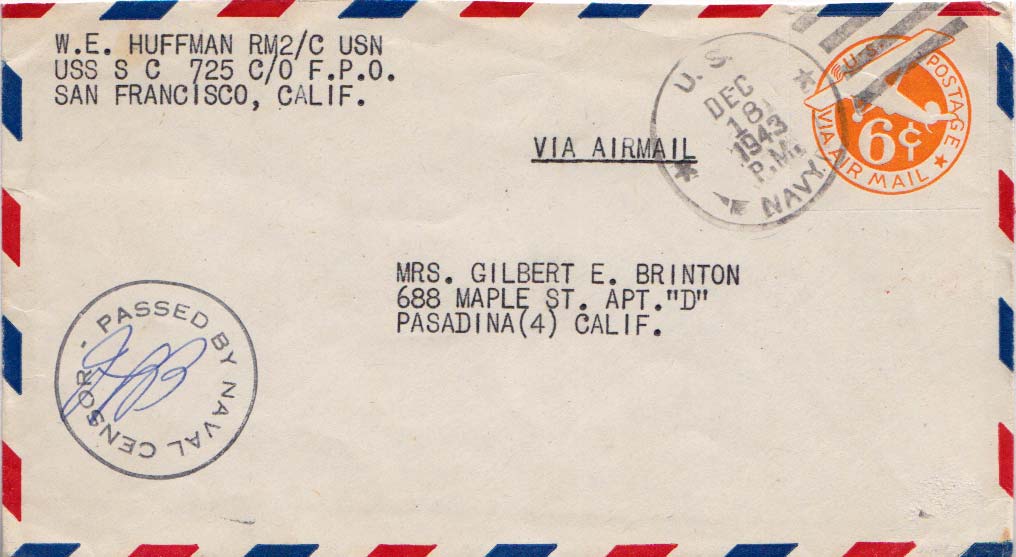 W.E. HUFFMAN RM2/C USN
USS S C 725 C/O F.P.O.
SAN FRANCISCO, CALIF.
VIA AIRMAIL
U.S. NAVY
DEC
18
1943
P.M.
U.S. POSTAGE
6¢
VIA AIR MAIL
MRS. GILBERT E. BRINTON
688 MAPLE ST. APT."D"
PASADINA(4) CALIF.
PASSED BY NAVAL CENSOR